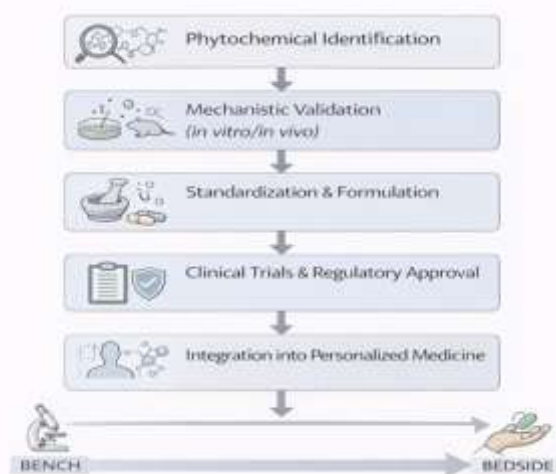 Phytochemical Identification
Mechanistic Validation
(in vitro/in vivo)
Standardization & Formulation
Clinical Trials & Regulatory Approval
Integration into Personalized Medicine
BENCH
BEDSIDE